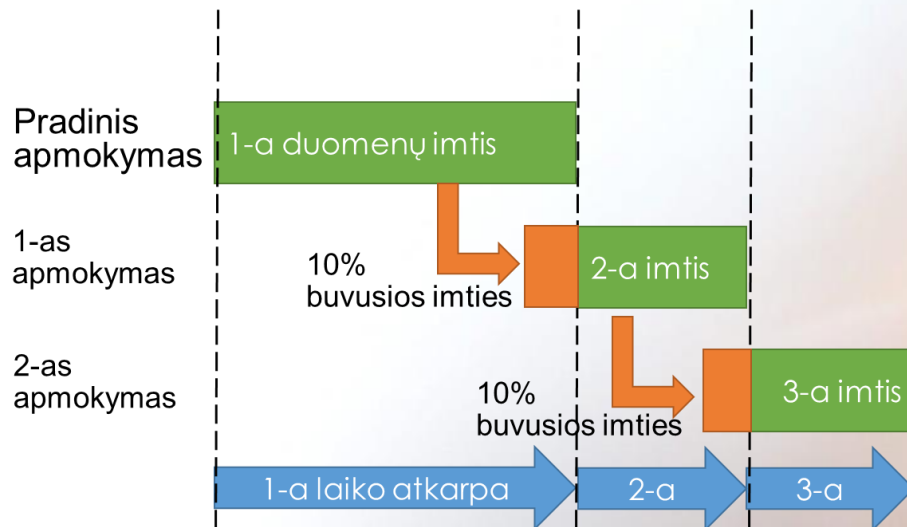 Pradinis
apmokymas
1-a duomenų imtis
1-as
apmokymas
10%
buvusios imties
2-a imtis
2-as
apmokymas
10%
buvusios imties
3-a imtis
1-a laiko atkarpa
2-a
3-a